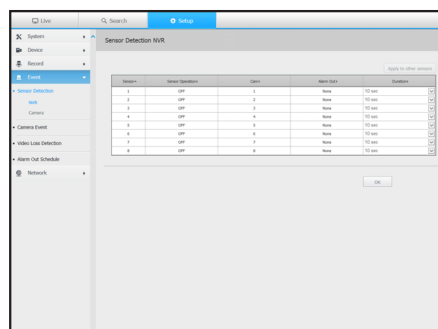 Live
Search
Setup
System
Device
Record
Event
Sensor Detection
NVR
Camera
Camera Event
Video Loss Detection
Alarm Out Schedule
Network
Sensor Detection NVR
Apply to other sensors
Sensor Sensor Operation Cam Alarm Out Duration
1 OFF 1 None 10 sec
2 OFF 2 None 10 sec
3 OFF 3 None 10 sec
4 OFF 4 None 10 sec
5 OFF 5 None 10 sec
6 OFF 6 None 10 sec
7 OFF 7 None 10 sec
8 OFF 8 None 10 sec
OK